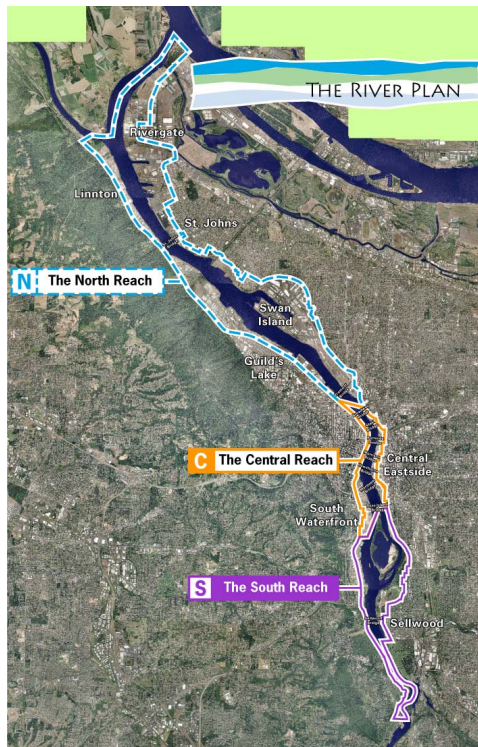 THE RIVER PLAN
Rivergate
Linnton
St. Johns
N The North Reach
Swan
Island
Guild's
Lake
C The Central Reach
Central
Eastside
South
Waterfront
S The South Reach
Sellwood